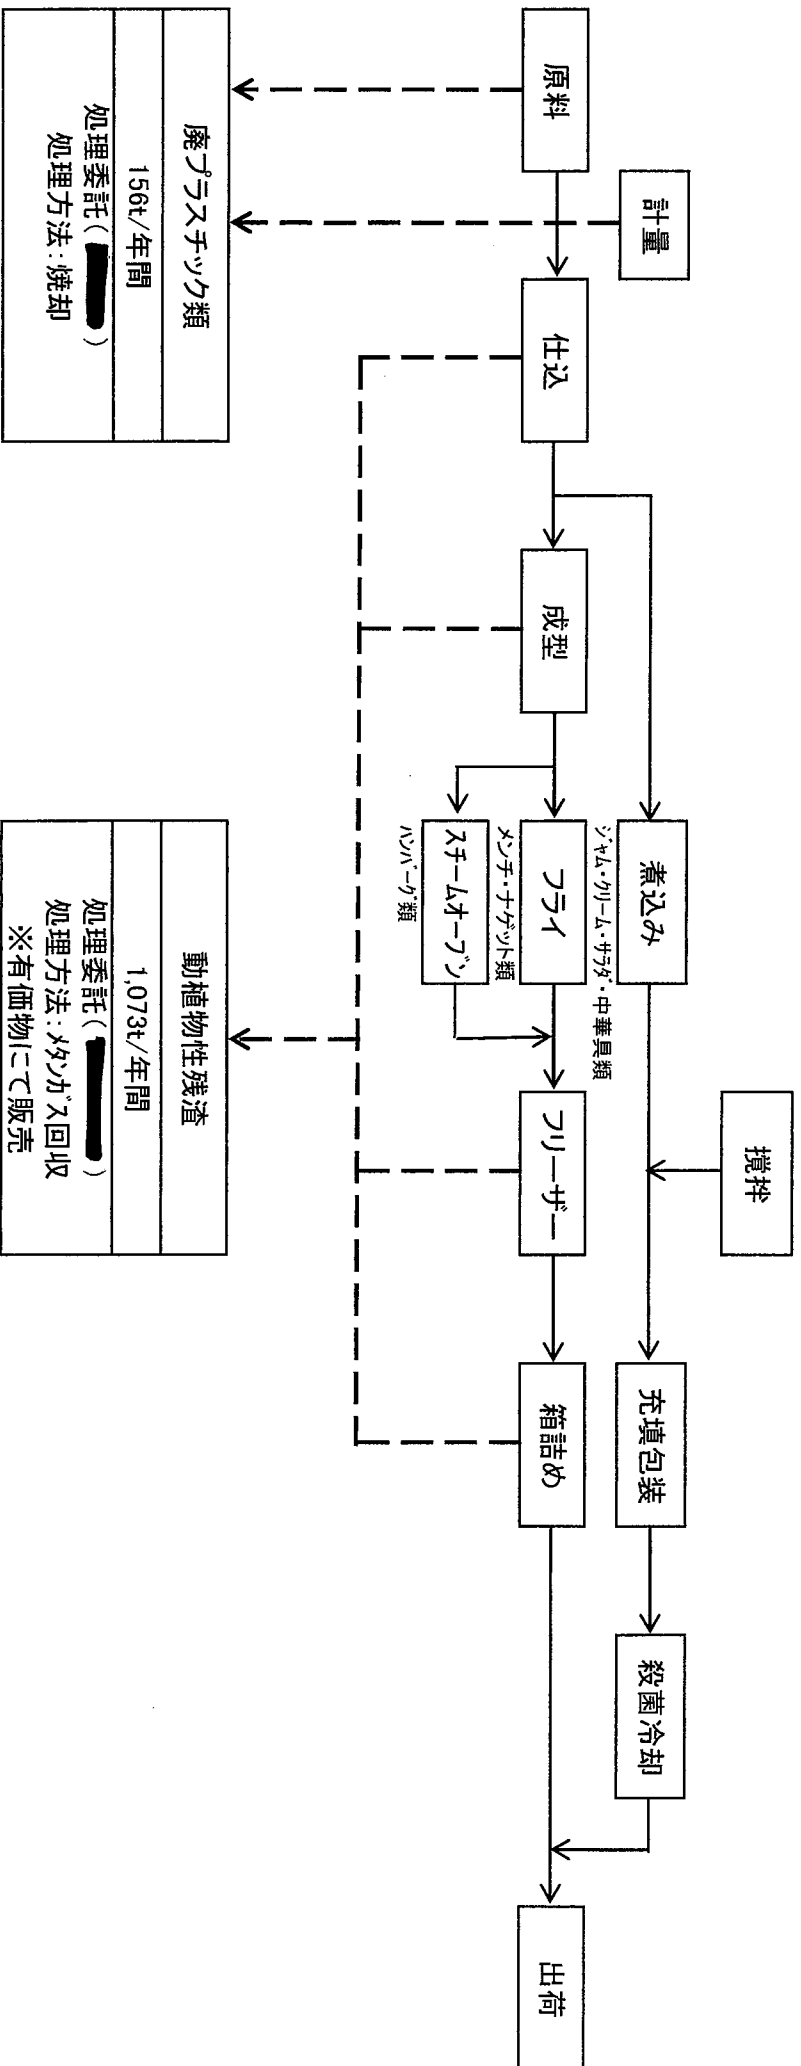 計量
攪拌
原料
仕込
煮込み
充填包装
殺菌冷却
ジャム・クリーム・サラダ・中華具類
成型
フライ
フリーザー
箱詰め
出荷
メンチ・ナゲット類
スチームオーブン
ハンバーグ類
廃プラスチック類
156t/年間
処理委託( )
処理方法:焼却
動植物性残渣
1,073t/年間
処理委託( )
処理方法:メタンガス回収
※有価物にて販売